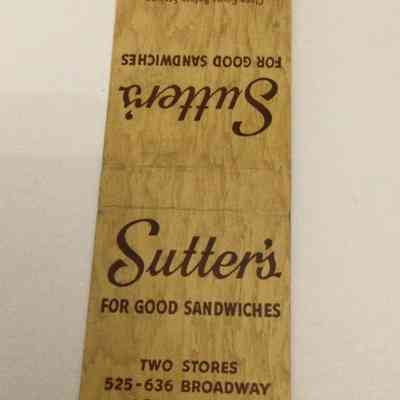 Sutter's
FOR GOOD SANDWICHES
Sutter's
FOR GOOD SANDWICHES
TWO STORES
525-636 BROADWAY